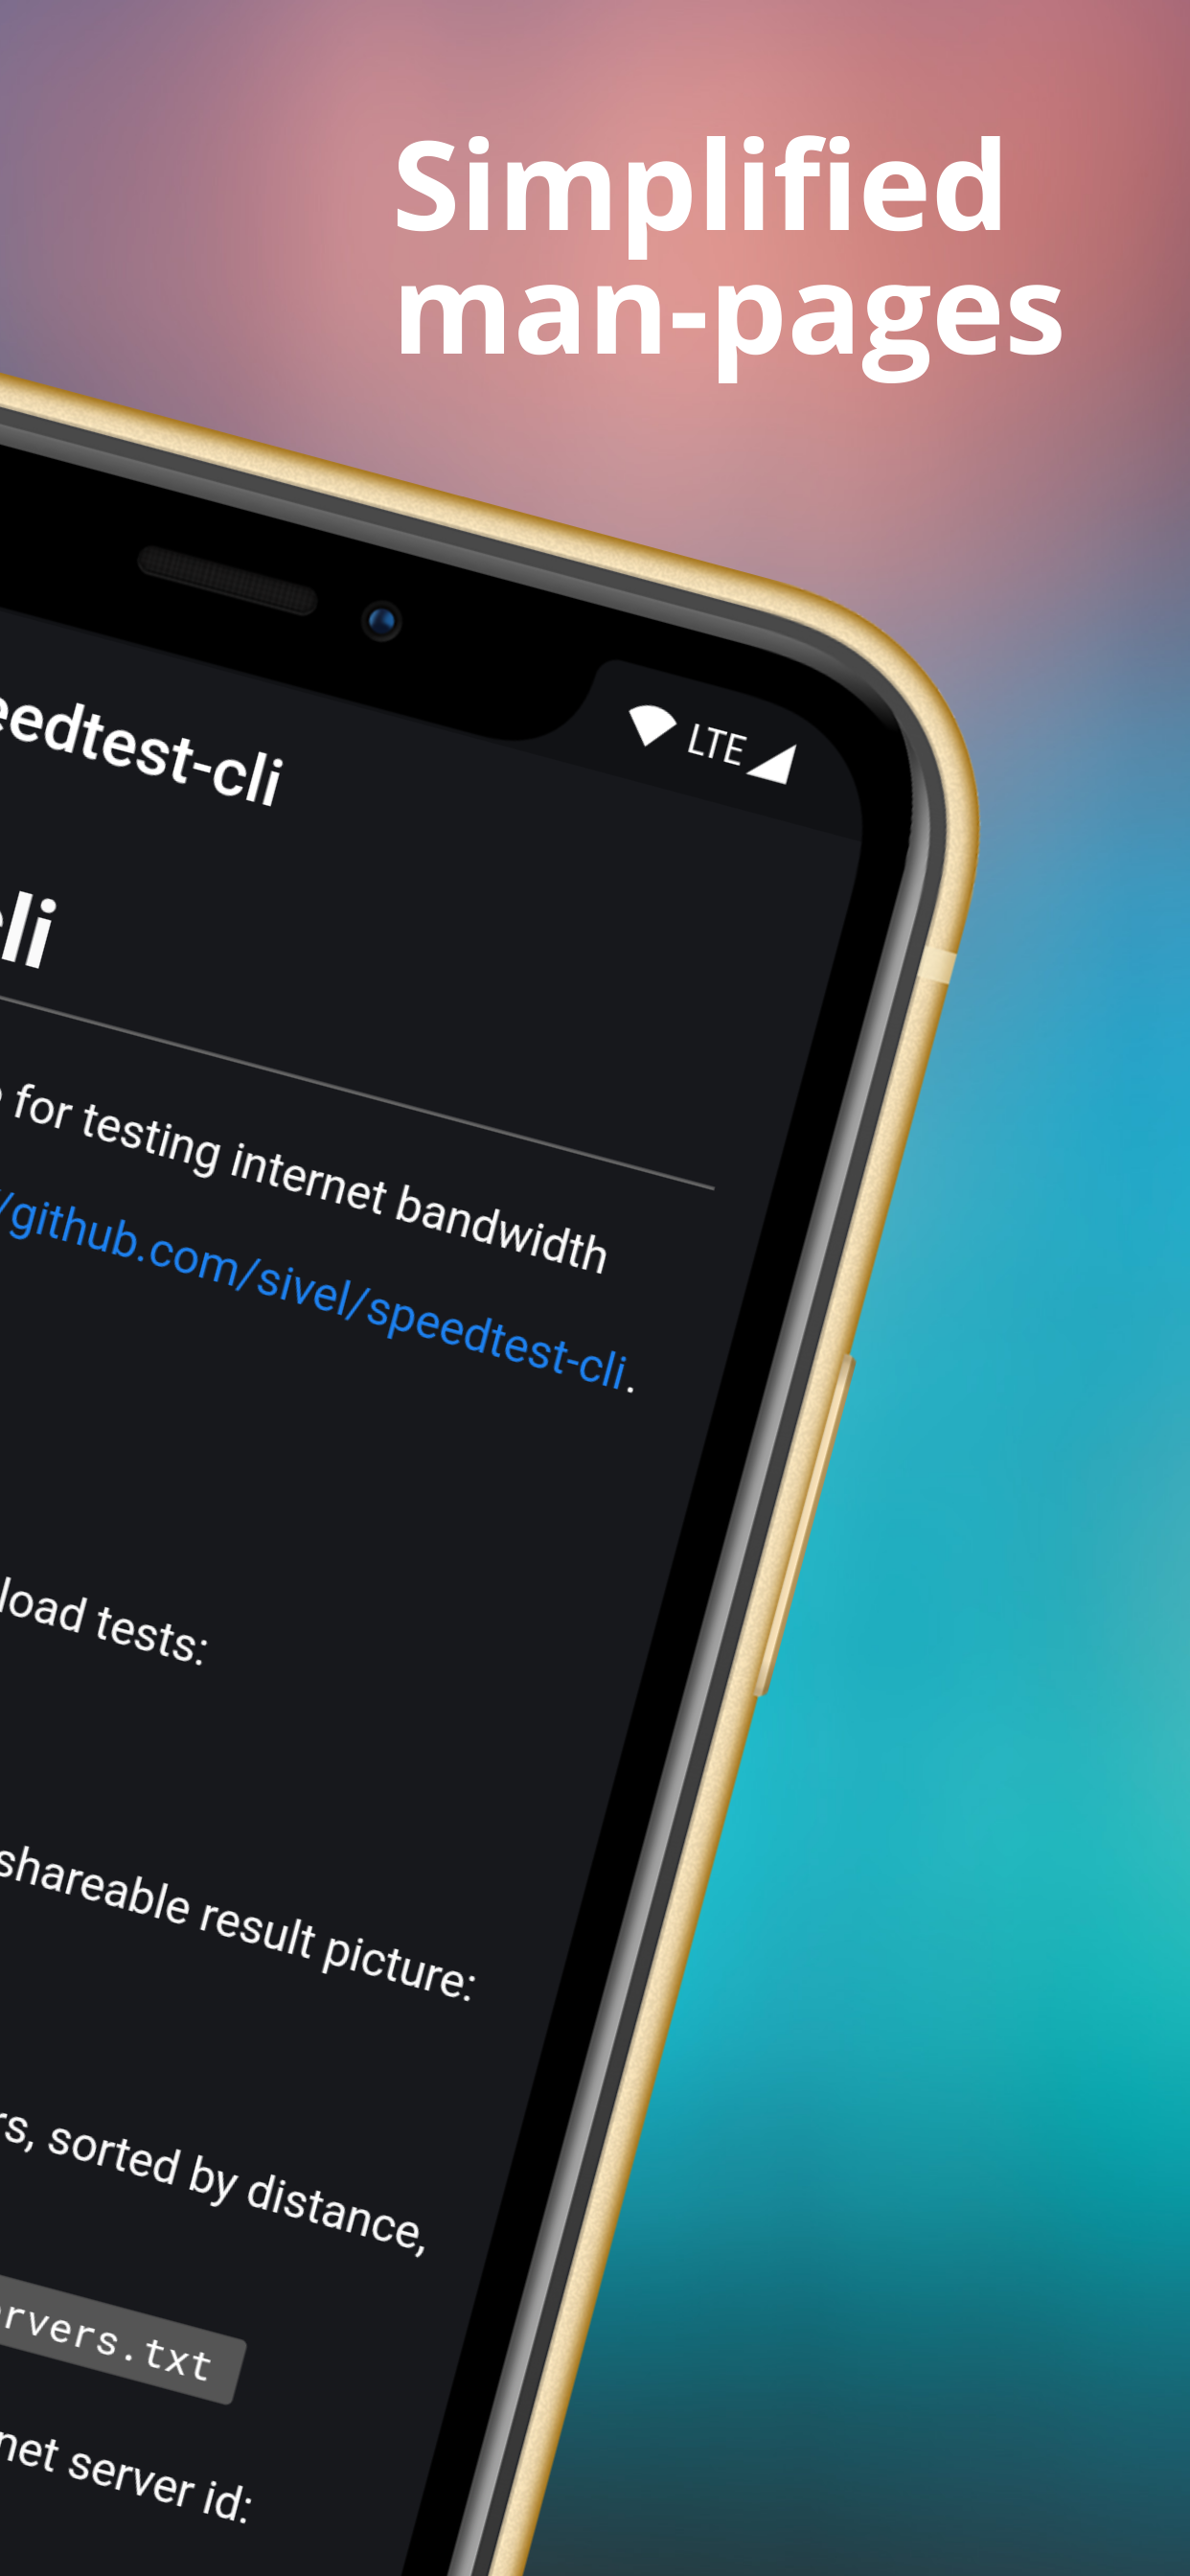 Simplified
man-pages
LTE
eedtest-cli
cli
for testing internet bandwidth
/github.com/sivel/speedtest-cli.
load tests:
shareable result picture:
rs, sorted by distance,
rvers.txt
net server id: